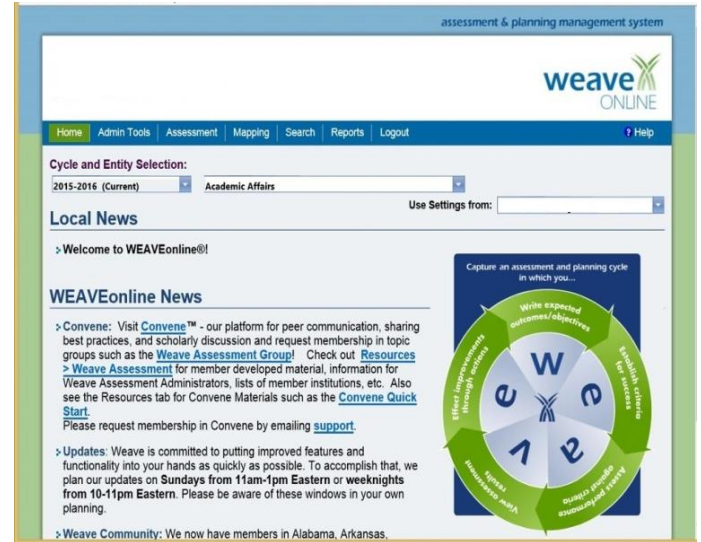 assessment & planning management system
weave
ONLINE
Home Admin Tools Assessment Mapping Search Reports Logout ? Help
Cycle and Entity Selection:
2015-2016 (Current) Academic Affairs
Use Settings from:
Local News
Welcome to WEAVEonline®!
WEAVEonline News
Convene: Visit Convene™ - our platform for peer communication, sharing
best practices, and scholarly discussion and request membership in topic
groups such as the Weave Assessment Group! Check out Resources
> Weave Assessment for member developed material, information for
Weave Assessment Administrators, lists of member institutions, etc. Also
see the Resources tab for Convene Materials such as the Convene Quick
Start.
Please request membership in Convene by emailing support.
Updates: Weave is committed to putting improved features and
functionality into your hands as quickly as possible. To accomplish that, we
plan our updates on Sundays from 11am-1pm Eastern or weeknights
from 10-11pm Eastern. Please be aware of these windows in your own
planning.
Weave Community: We now have members in Alabama, Arkansas,
Capture an assessment and planning cycle
in which you...
Write expected
outcomes/objectives
Establish criteria
for success
Assess performance
against criteria
View assessment
results
Effect improvements
through actions
w
e
a
v
e